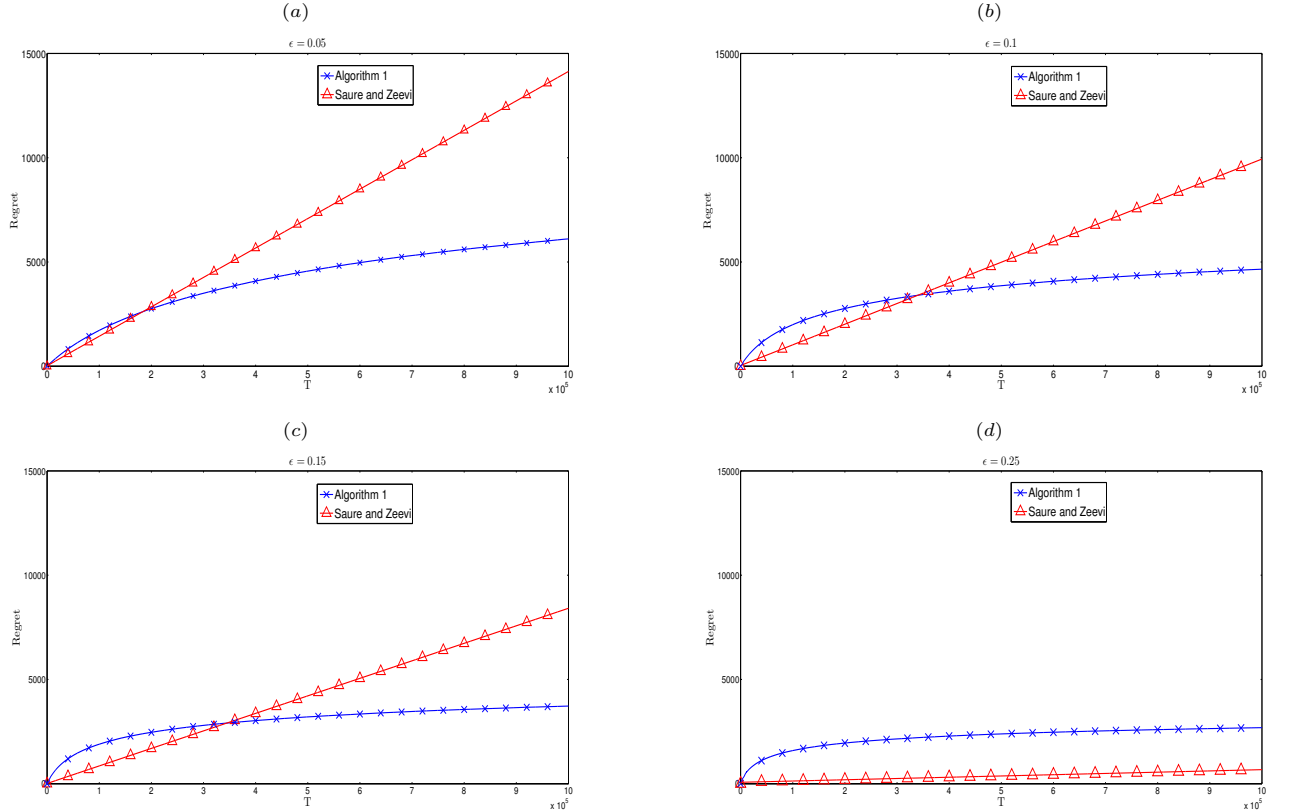 (a)
ϵ = 0.05
15000
10000
5000
0
Regret
Algorithm 1
Saure and Zeevi
0 1 2 3 4 5 6 7 8 9 10
T
x 10^5
(b)
ϵ = 0.1
15000
10000
5000
0
Regret
Algorithm 1
Saure and Zeevi
0 1 2 3 4 5 6 7 8 9 10
T
x 10^5
(c)
ϵ = 0.15
15000
10000
5000
0
Regret
Algorithm 1
Saure and Zeevi
0 1 2 3 4 5 6 7 8 9 10
T
x 10^5
(d)
ϵ = 0.25
15000
10000
5000
0
Regret
Algorithm 1
Saure and Zeevi
0 1 2 3 4 5 6 7 8 9 10
T
x 10^5